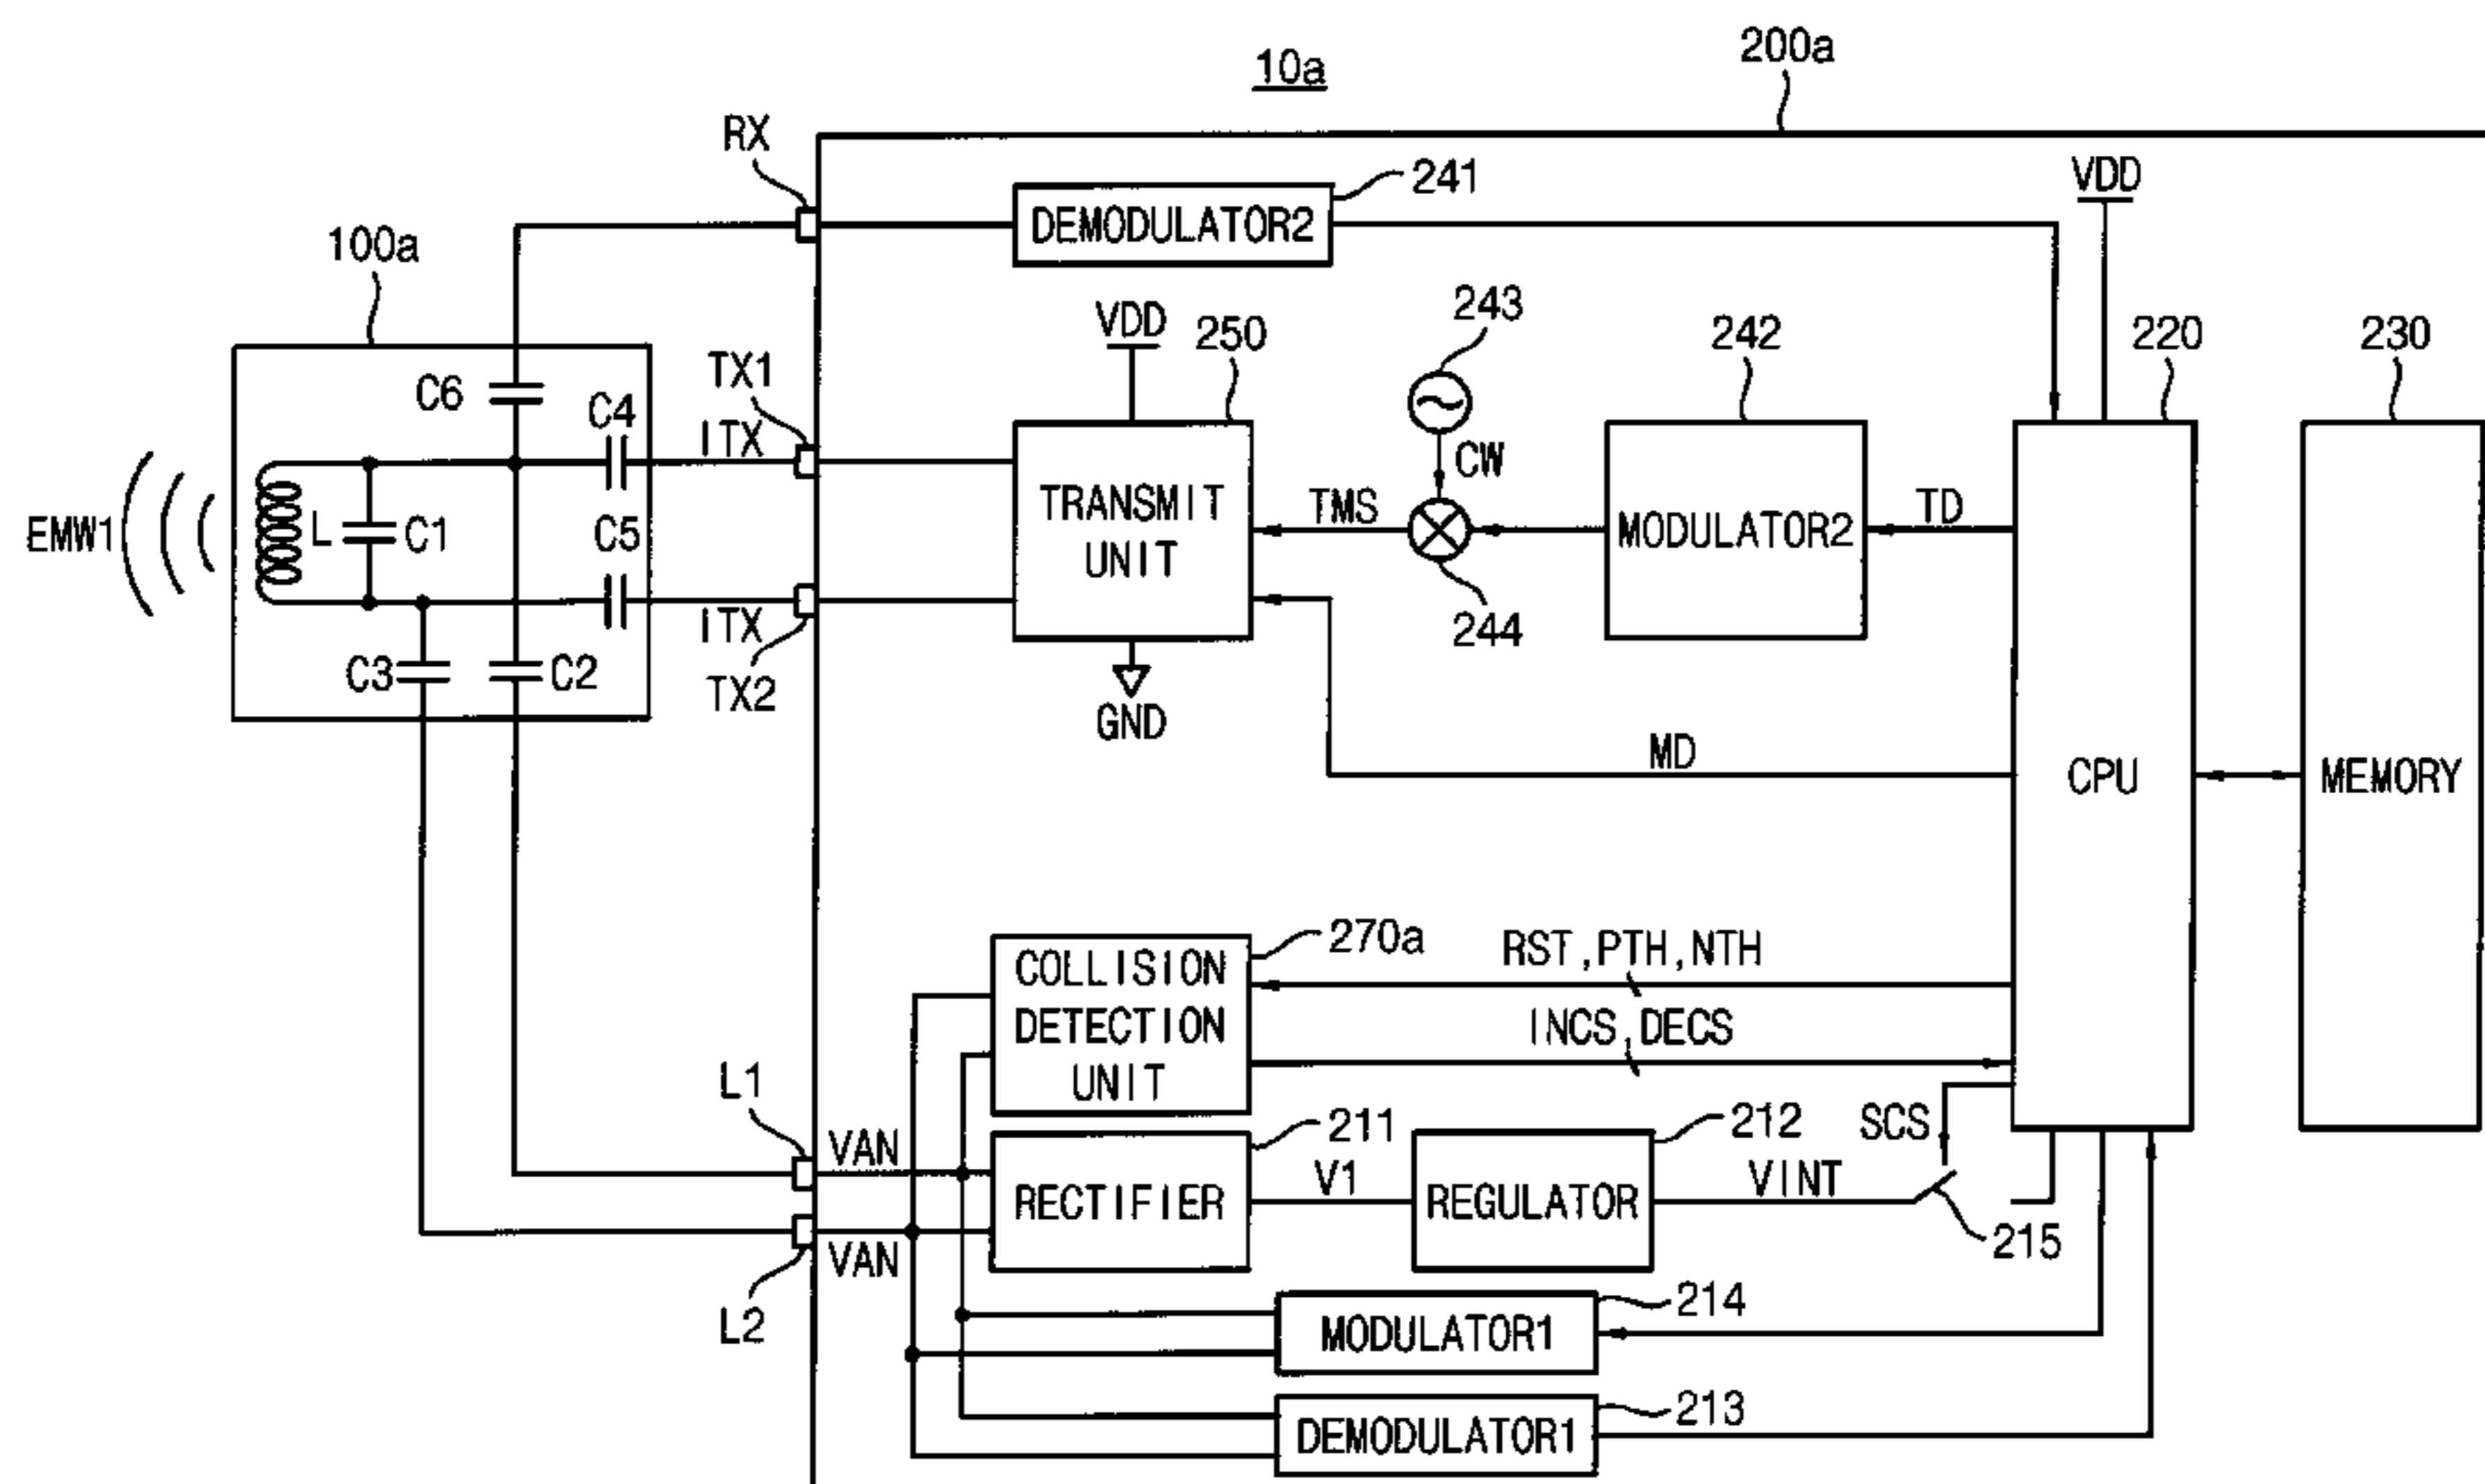 10a
200a
RX
241
VDD
DEMODULATOR2
100a
243
VDD
250
242
220
230
TX1
C6
C4
ITX
CW
TRANSMIT
UNIT
TMS
MODULATOR2
TD
EMW1
L
C1
C5
ITX
244
C3
C2
TX2
GND
MD
CPU
MEMORY
270a
COLLISION
DETECTION
UNIT
RST,PTH,NTH
INCS,DECS
L1
211
212
SCS
VAN
RECTIFIER
V1
REGULATOR
VINT
215
VAN
L2
214
MODULATOR1
213
DEMODULATOR1